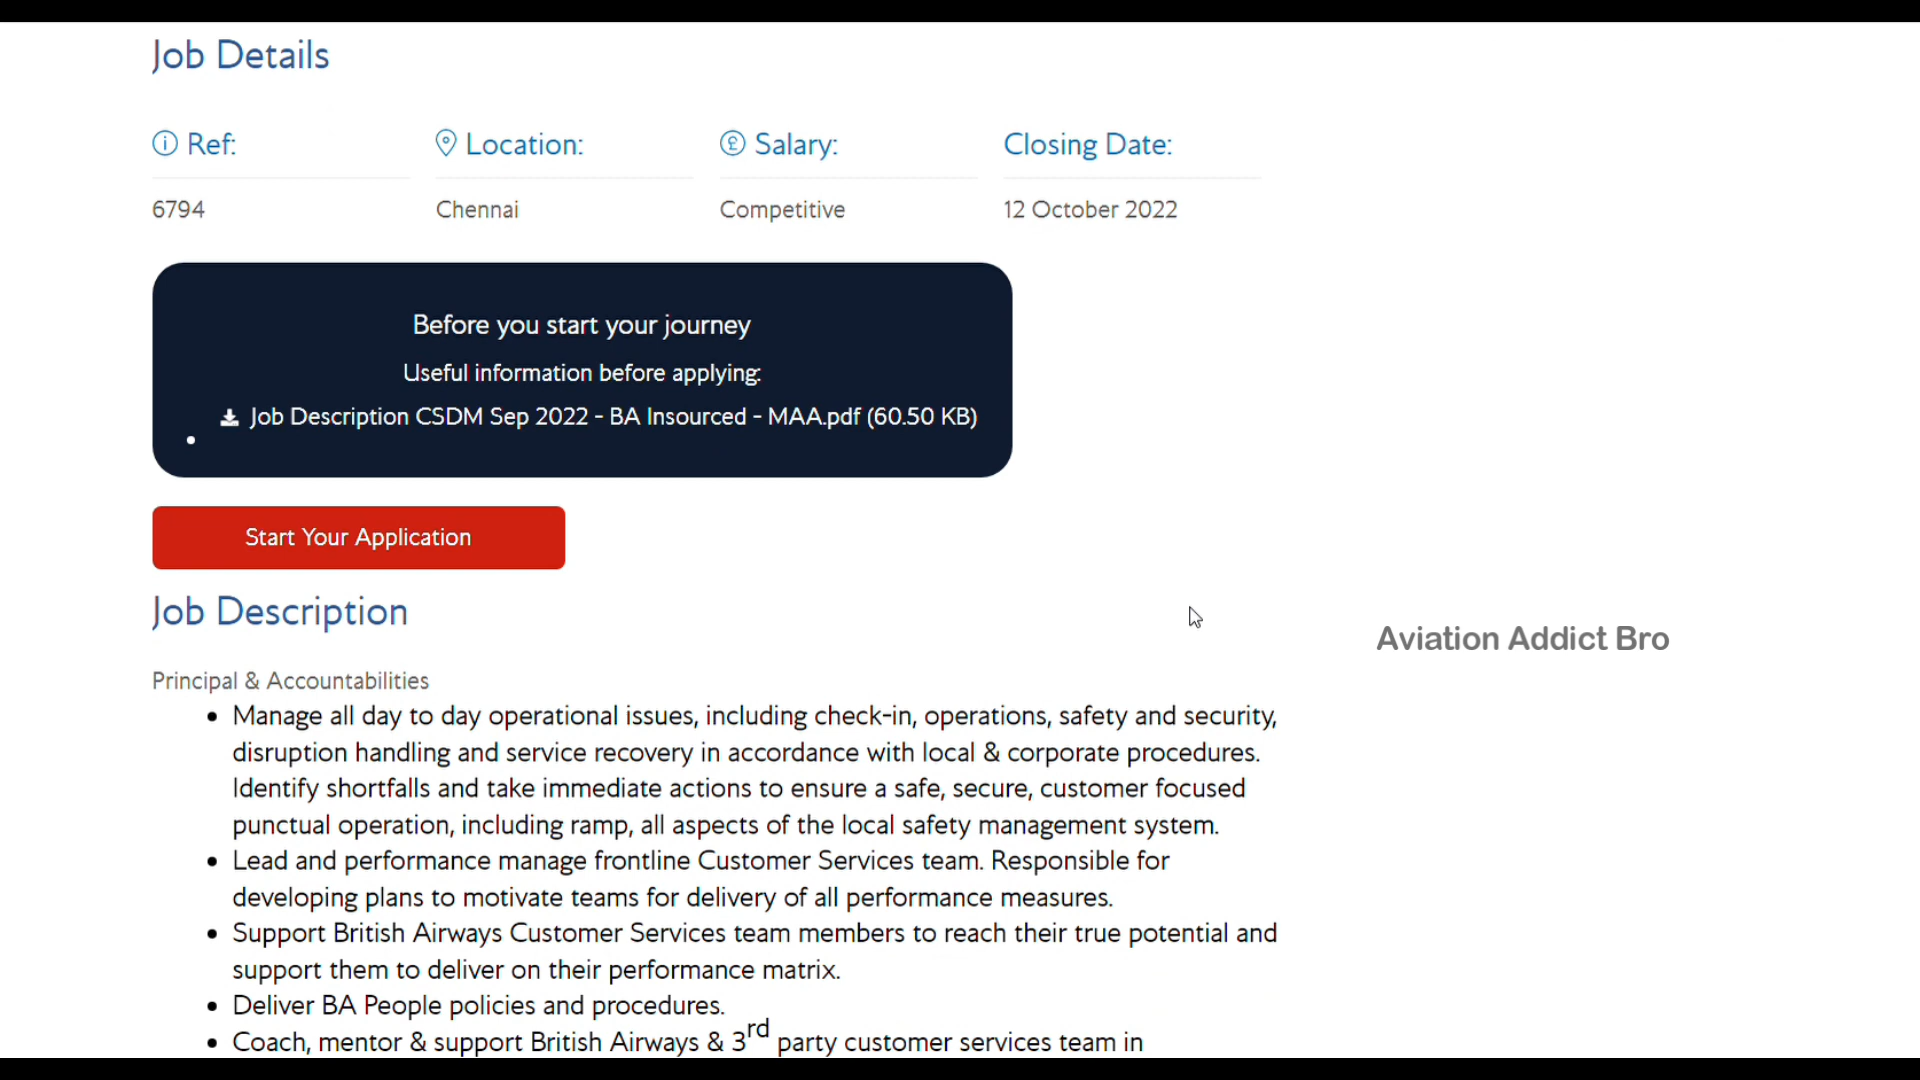 Job Details
Ref:
Location:
Salary:
Closing Date:
6794
Chennai
Competitive
12 October 2022
Before you start your journey
Useful information before applying:
Job Description CSDM Sep 2022 - BA Insourced - MAA.pdf (60.50 KB)
Start Your Application
Job Description
Aviation Addict Bro
Principal & Accountabilities
• Manage all day to day operational issues, including check-in, operations, safety and security,
disruption handling and service recovery in accordance with local & corporate procedures.
Identify shortfalls and take immediate actions to ensure a safe, secure, customer focused
punctual operation, including ramp, all aspects of the local safety management system.
• Lead and performance manage frontline Customer Services team. Responsible for
developing plans to motivate teams for delivery of all performance measures.
• Support British Airways Customer Services team members to reach their true potential and
support them to deliver on their performance matrix.
• Deliver BA People policies and procedures.
• Coach, mentor & support British Airways & 3rd party customer services team in